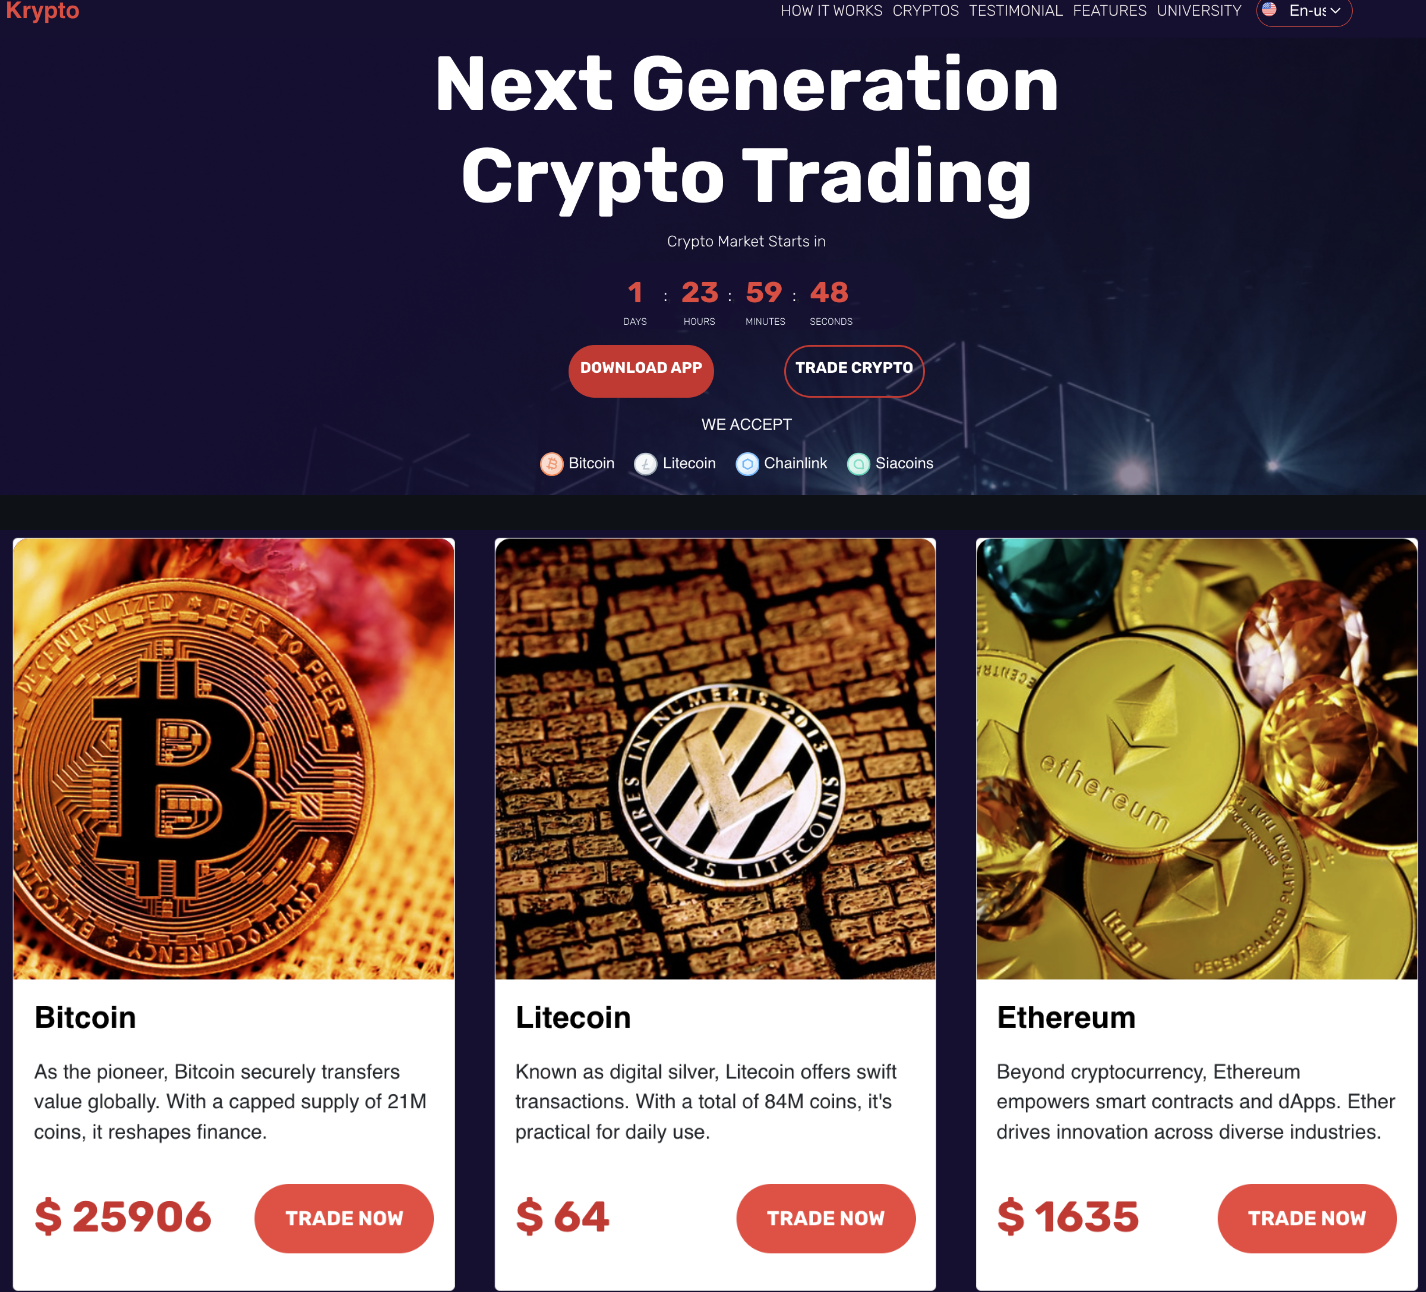 Krypto
HOW IT WORKS CRYPTOS TESTIMONIAL FEATURES UNIVERSITY En-us
Next Generation
Crypto Trading
Crypto Market Starts in
1 : 23 : 59 : 48
DAYS HOURS MINUTES SECONDS
DOWNLOAD APP TRADE CRYPTO
WE ACCEPT
Bitcoin Litecoin Chainlink Siacoins
DECENTRALIZED * PEER TO PEER
BITCOIN * CRYPTOCURRENCY
VIRES IN NUMERIS-2013
25 LITECOINS
ethereum
DECENTRALIZED PLATFORM THAT
Bitcoin
As the pioneer, Bitcoin securely transfers
value globally. With a capped supply of 21M
coins, it reshapes finance.
$ 25906
TRADE NOW
Litecoin
Known as digital silver, Litecoin offers swift
transactions. With a total of 84M coins, it's
practical for daily use.
$ 64
TRADE NOW
Ethereum
Beyond cryptocurrency, Ethereum
empowers smart contracts and dApps. Ether
drives innovation across diverse industries.
$ 1635
TRADE NOW